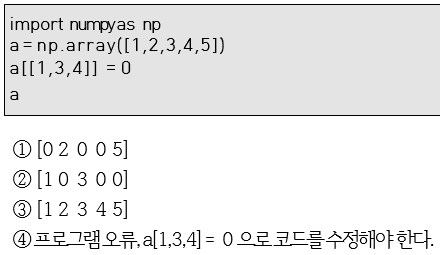 import numpy as np
a = np.array([1,2,3,4,5])
a[[1,3,4]] = 0
a
① [0 2 0 0 5]
② [1 0 3 0 0]
③ [1 2 3 4 5]
④ 프로그램 오류, a[1,3,4] = 0 으로 코드를 수정해야 한다.